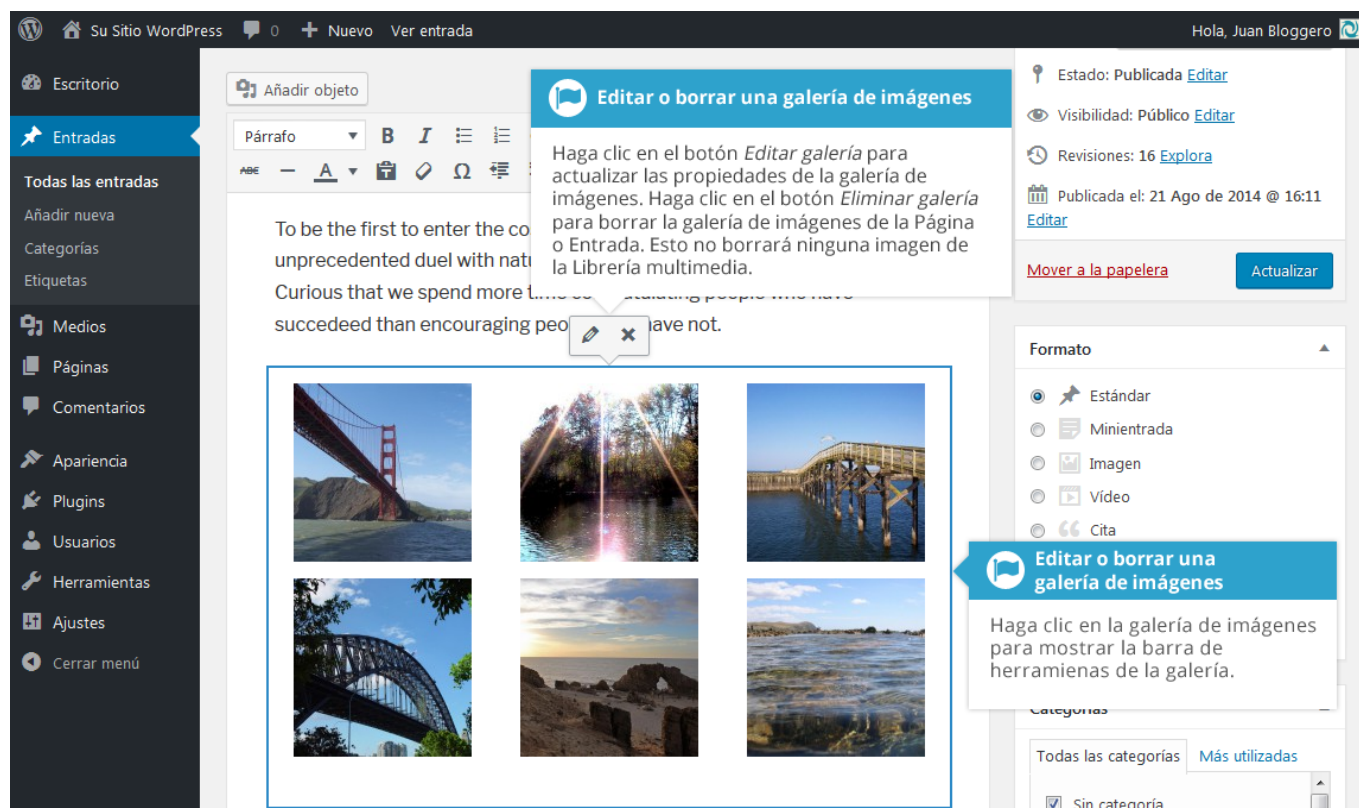 Su Sitio WordPress 0 Nuevo Ver entrada Hola, Juan Bloggero
Escritorio
Entradas
Todas las entradas
Añadir nueva
Categorías
Etiquetas
Medios
Páginas
Comentarios
Apariencia
Plugins
Usuarios
Herramientas
Ajustes
Cerrar menú
Añadir objeto
Párrafo B I
ABE A Ω
Editar o borrar una galería de imágenes
Haga clic en el botón Editar galería para
actualizar las propiedades de la galería de
imágenes. Haga clic en el botón Eliminar galería
para borrar la galería de imágenes de la Página
o Entrada. Esto no borrará ninguna imagen de
la Librería multimedia.
To be the first to enter the
unprecedented duel with
Curious that we spend more people who have
succedeed than encouraging have not.
Estado: Publicada Editar
Visibilidad: Público Editar
Revisiones: 16 Explora
Publicada el: 21 Ago de 2014 @ 16:11
Editar
Mover a la papelera Actualizar
Formato
Estándar
Minientrada
Imagen
Vídeo
Cita
Editar o borrar una
galería de imágenes
Haga clic en la galería de imágenes
para mostrar la barra de
herramienas de la galería.
Categorías
Todas las categorías Más utilizadas
Sin categoría